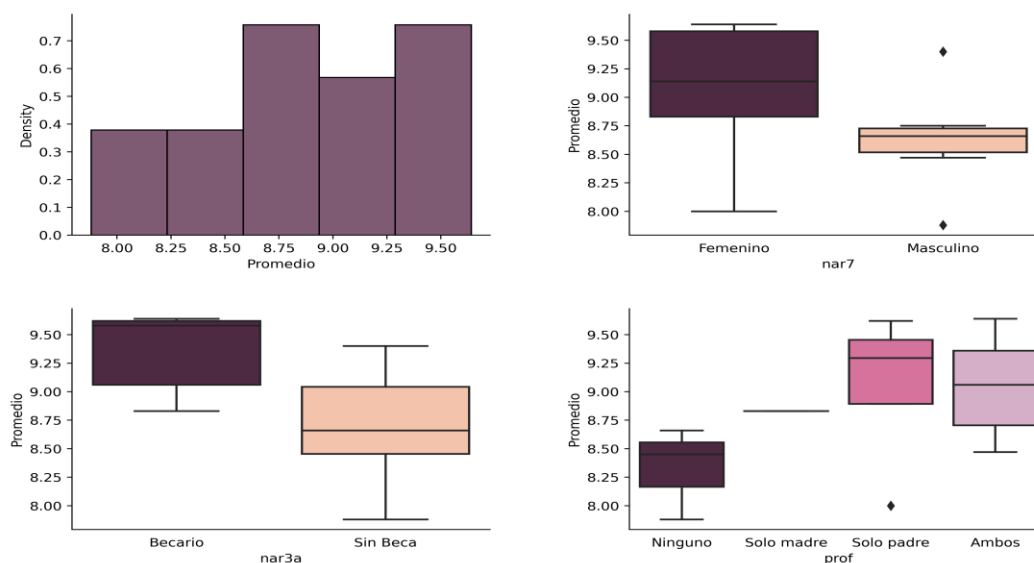 Density
0.7
0.6
0.5
0.4
0.3
0.2
0.1
0.0
8.00 8.25 8.50 8.75 9.00 9.25 9.50
Promedio
Promedio
9.50
9.25
9.00
8.75
8.50
8.25
8.00
Femenino Masculino
nar7
Promedio
9.50
9.25
9.00
8.75
8.50
8.25
8.00
Becario Sin Beca
nar3a
Promedio
9.50
9.25
9.00
8.75
8.50
8.25
8.00
Ninguno Solo madre Solo padre Ambos
prof